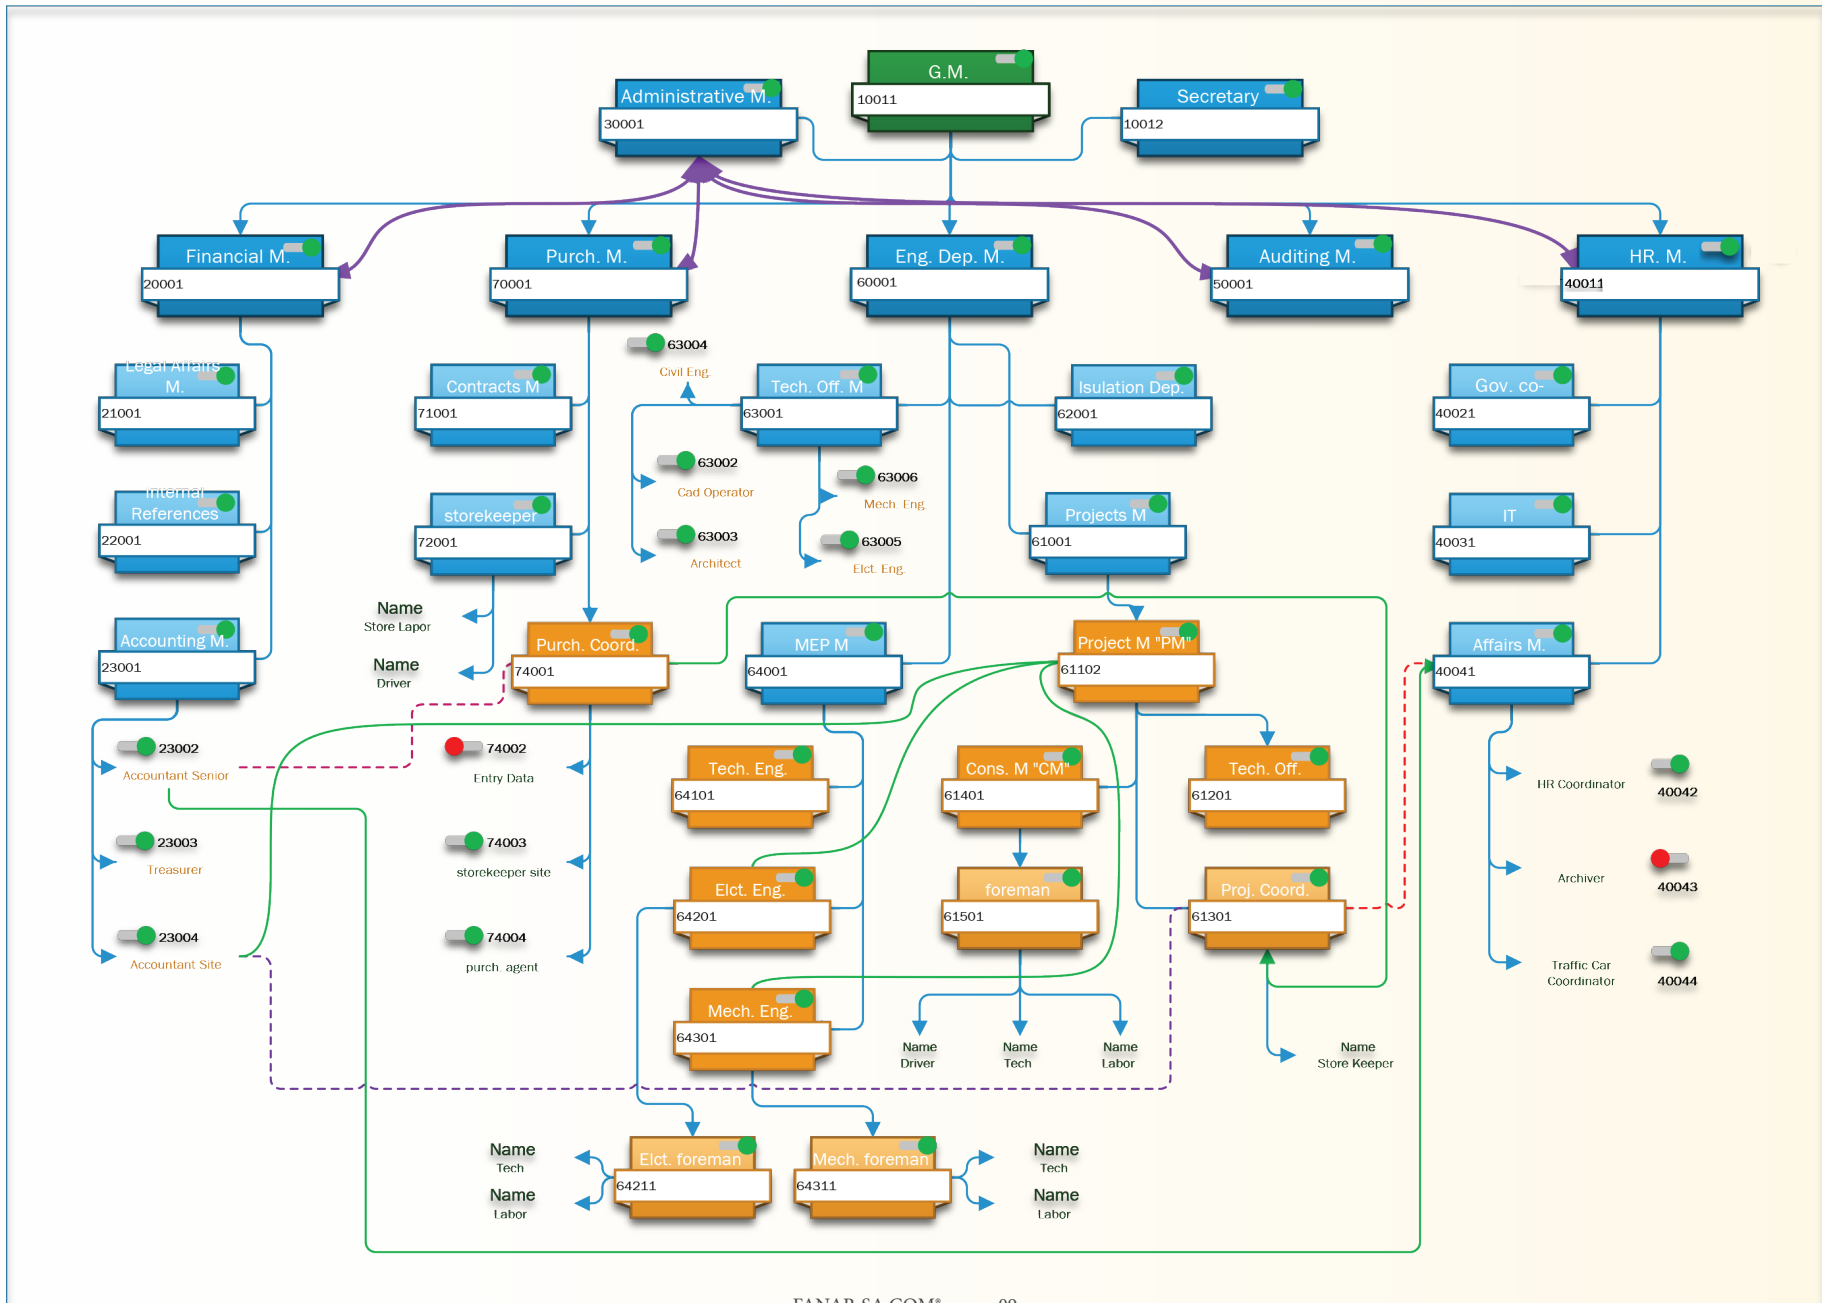 G.M.
10011
Administrative M.
30001
Secretary
10012
Financial M.
20001
Purch. M.
70001
Eng. Dep. M.
60001
Auditing M.
50001
HR. M.
40011
63004
Civil Eng.
Legal Affairs
M.
21001
Contracts M
71001
Tech. Off. M
63001
Isulation Dep.
62001
Gov. co-
40021
63002
Cad Operator
63006
Mech. Eng.
Internal
References
22001
storekeeper
72001
63003
Architect
63005
Elct. Eng.
Projects M
61001
IT
40031
Name
Store Lapor
Name
Driver
Accounting M.
23001
Purch. Coord.
74001
MEP M
64001
Project M "PM"
61102
Affairs M.
40041
23002
Accountant Senior
74002
Entry Data
Tech. Eng.
64101
Cons. M "CM"
61401
Tech. Off.
61201
HR Coordinator
40042
23003
Treasurer
74003
storekeeper site
Elct. Eng.
64201
foreman
61501
Proj. Coord.
61301
Archiver
40043
23004
Accountant Site
74004
purch. agent
Traffic Car
Coordinator
40044
Mech. Eng.
64301
Name
Driver
Name
Tech
Name
Labor
Name
Store Keeper
Name
Tech
Name
Labor
Elct. foreman
64211
Mech. foreman
64311
Name
Tech
Name
Labor